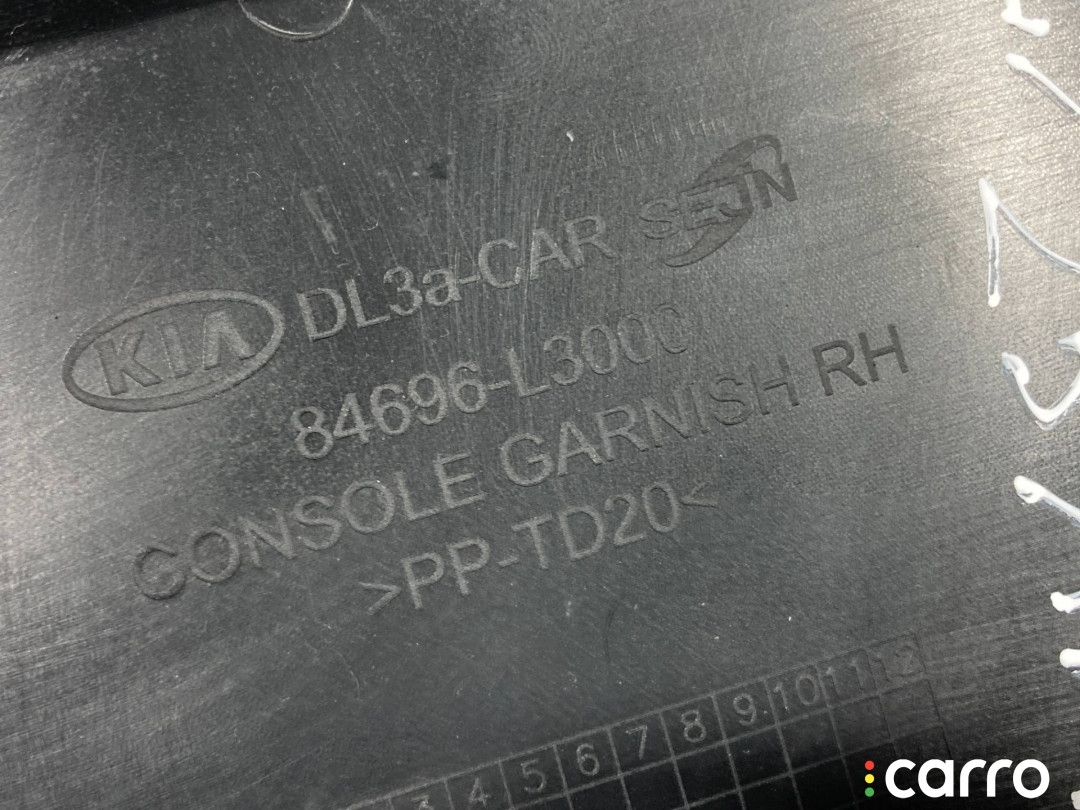 KIA DL3a-CAR SEJN
84696-L3000
CONSOLE GARNISH RH
>PP-TD20<
3 4 5 6 7 8 9 10 11 12
carro